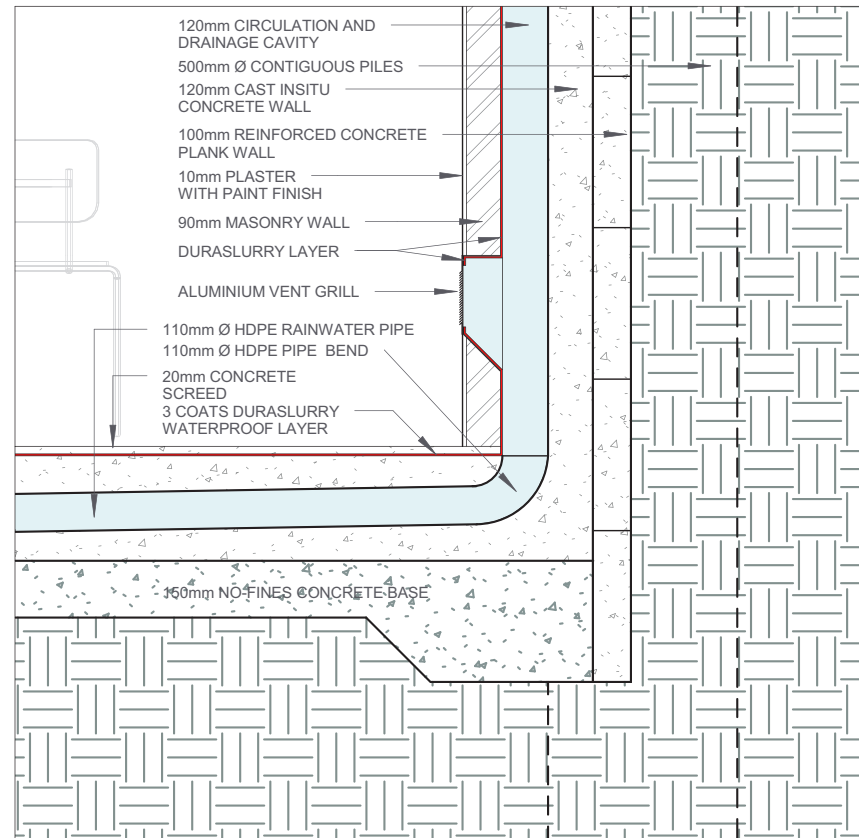 120mm CIRCULATION AND
DRAINAGE CAVITY
500mm Ø CONTIGUOUS PILES
120mm CAST INSITU
CONCRETE WALL
100mm REINFORCED CONCRETE
PLANK WALL
10mm PLASTER
WITH PAINT FINISH
90mm MASONRY WALL
DURASLURRY LAYER
ALUMINIUM VENT GRILL
110mm Ø HDPE RAINWATER PIPE
110mm Ø HDPE PIPE BEND
20mm CONCRETE
SCREED
3 COATS DURASLURRY
WATERPROOF LAYER
150mm NO-FINES CONCRETE BASE